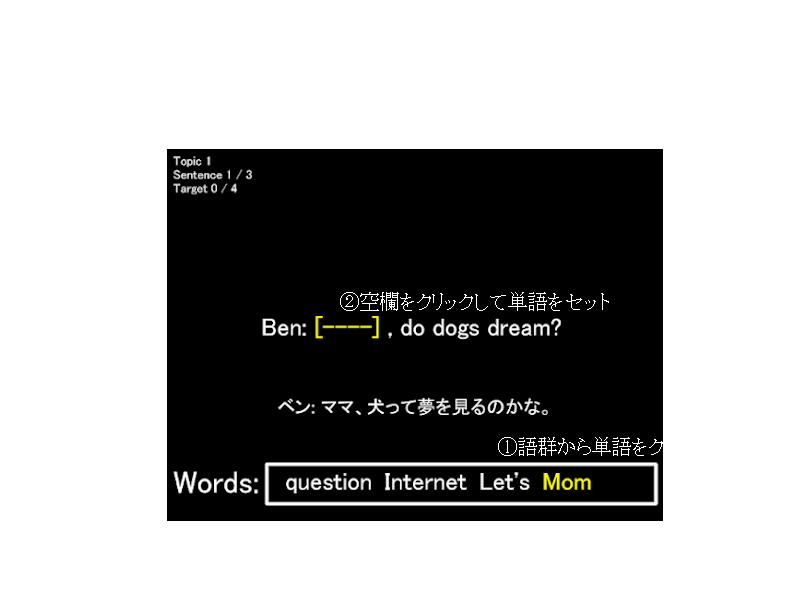 Topic 1
Sentence 1 / 3
Target 0 / 4
②空欄をクリックして単語をセット
Ben: [----] , do dogs dream?
ベン: ママ、犬って夢を見るのかな。
①語群から単語をク
Words: question Internet Let's Mom